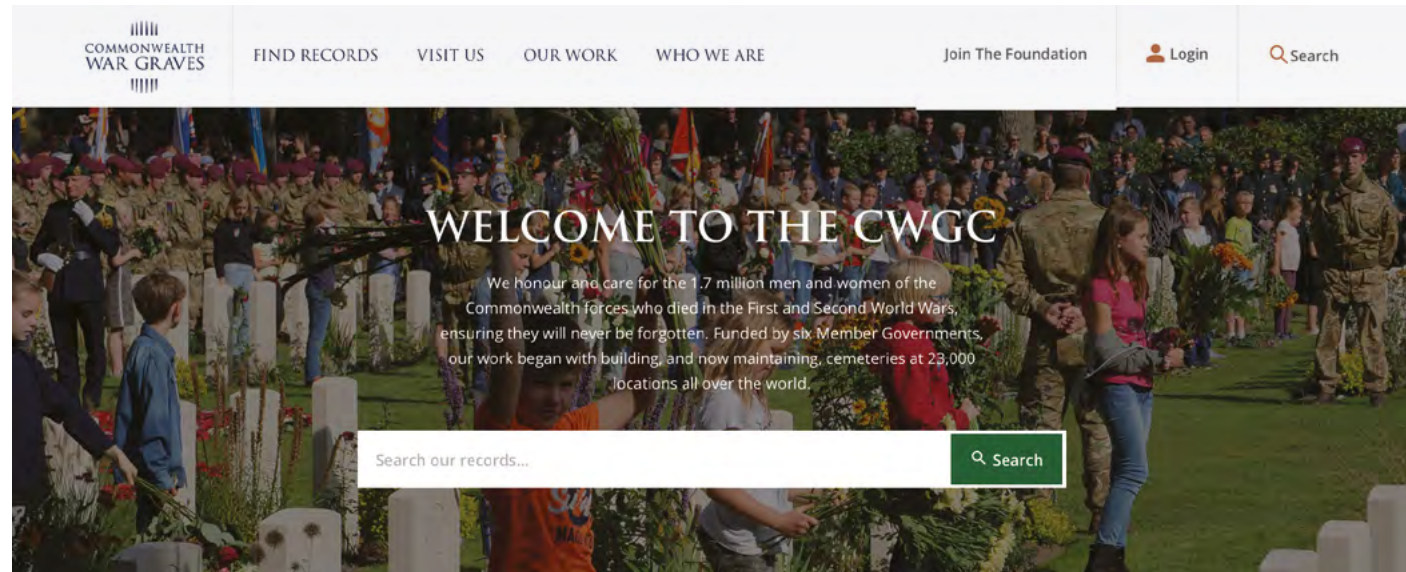 COMMONWEALTH
WAR GRAVES
FIND RECORDS
VISIT US
OUR WORK
WHO WE ARE
Join The Foundation
Login
Search
WELCOME TO THE CWGC
We honour and care for the 1.7 million men and women of the
Commonwealth forces who died in the First and Second World Wars,
ensuring they will never be forgotten. Funded by six Member Governments,
our work began with building, and now maintaining, cemeteries at 23,000
locations all over the world.
Search our records...
Search